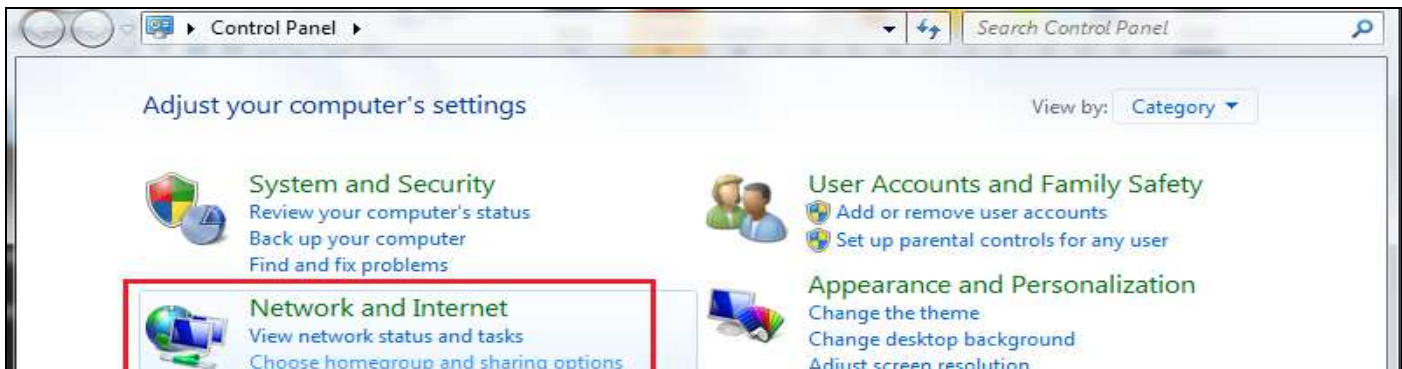 Control Panel
Search Control Panel
Adjust your computer's settings
View by: Category
System and Security
Review your computer's status
Back up your computer
Find and fix problems
Network and Internet
View network status and tasks
Choose homegroup and sharing options
User Accounts and Family Safety
Add or remove user accounts
Set up parental controls for any user
Appearance and Personalization
Change the theme
Change desktop background
Adjust screen resolution